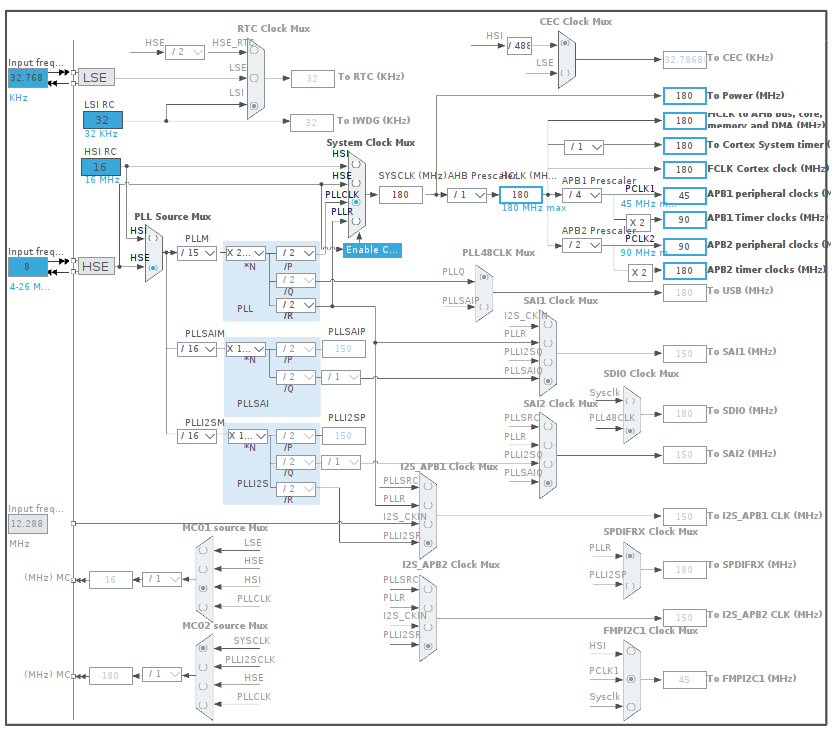 RTC Clock Mux
CEC Clock Mux
HSE
/ 2
HSE_RTC
HSI
/ 488
LSE
32.7868
To CEC (KHz)
Input freq...
32.768
KHz
LSE
LSE
LSI
32
To RTC (KHz)
LSI RC
32
32 KHz
32
To IWDG (KHz)
180
To Power (MHz)
180
HCLK to AHB bus, core,
memory and DMA (MHz)
/ 1
180
To Cortex System timer (
180
FCLK Cortex clock (MHz)
System Clock Mux
HSI RC
16
16 MHz
HSI
HSE
PLLCLK
PLLR
Enable C...
SYSCLK (MHz)
180
AHB Prescaler
/ 1
HCLK (MH...
180
180 MHz max
APB1 Prescaler
/ 4
PCLK1
45 MHz m...
45
APB1 peripheral clocks (M
X 2
90
APB1 Timer clocks (MHz)
APB2 Prescaler
/ 2
PCLK2
90 MHz m...
90
APB2 peripheral clocks (M
X 2
180
APB2 timer clocks (MHz)
PLL Source Mux
HSI
HSE
Input freq...
8
4-26 M...
HSE
PLLM
/ 15
X 2...
*N
/ 2
/P
/ 2
/Q
/ 2
/R
PLL
PLL48CLK Mux
PLLQ
PLLSAIP
180
To USB (MHz)
PLLSAIM
/ 16
X 1...
*N
/ 2
/P
/ 2
/Q
/ 1
PLLSAI
PLLSAIP
150
SAI1 Clock Mux
I2S_CKIN
PLLR
PLLI2SQ
PLLSAIQ
150
To SAI1 (MHz)
SDIO Clock Mux
Sysclk
PLL48CLK
180
To SDIO (MHz)
PLLI2SM
/ 16
X 1...
*N
/ 2
/P
/ 2
/Q
/ 1
/ 2
/R
PLLI2S
PLLI2SP
150
SAI2 Clock Mux
PLLSRC
PLLR
PLLI2SQ
PLLSAIQ
150
To SAI2 (MHz)
I2S_APB1 Clock Mux
PLLSRC
PLLR
I2S_CKIN
PLLI2SR
150
To I2S_APB1 CLK (MHz)
Input freq...
12.288
MHz
SPDIFRX Mux
PLLR
PLLI2SP
180
To SPDIFRX (MHz)
MCO1 source Mux
LSE
HSE
HSI
PLLCLK
/ 1
16
(MHz) MC
I2S_APB2 Clock Mux
PLLSRC
PLLR
I2S_CKIN
PLLI2SR
150
To I2S_APB2 CLK (MHz)
MCO2 source Mux
SYSCLK
PLLI2SCLK
HSE
PLLCLK
/ 1
180
(MHz) MC
FMPI2C1 Clock Mux
HSI
PCLK1
Sysclk
45
To FMPI2C1 (MHz)